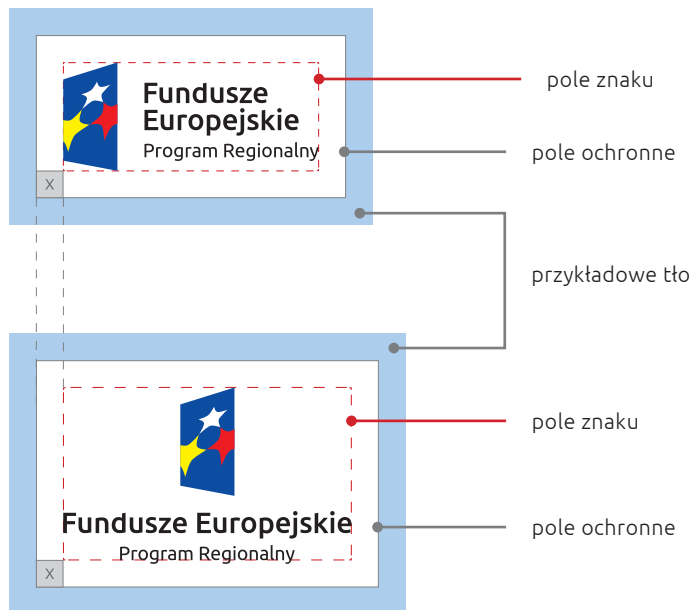 Fundusze
Europejskie
Program Regionalny
X
pole znaku
pole ochronne
przykładowe tło
Fundusze Europejskie
Program Regionalny
X
pole znaku
pole ochronne